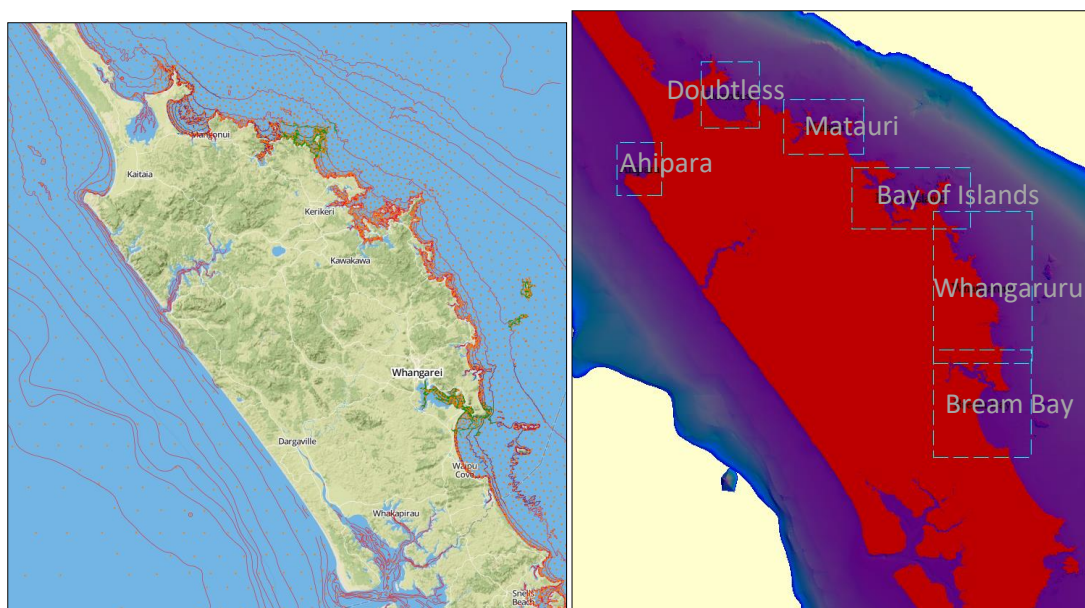 Mangonui
Kaitaia
Kerikeri
Kawakawa
Whangarei
Dargaville
Waipu
Cove
Whakapirau
Snells
Beach
Doubtless
Matauri
Ahipara
Bay of Islands
Whangaruru
Bream Bay